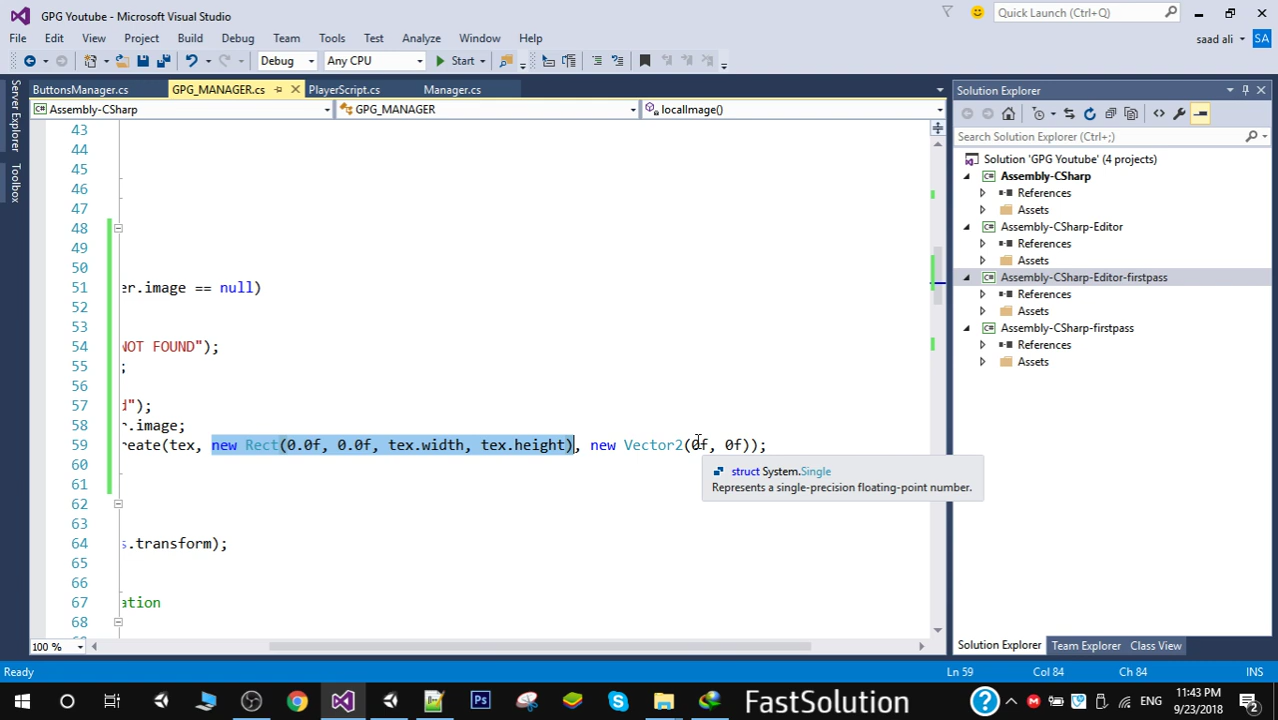 GPG Youtube - Microsoft Visual Studio
Quick Launch (Ctrl+Q)
File Edit View Project Build Debug Team Tools Test Analyze Window Help
saad ali SA
Debug Any CPU Start
Server Explorer
Toolbox
ButtonsManager.cs GPG_MANAGER.cs PlayerScript.cs Manager.cs
Assembly-CSharp GPG_MANAGER localImage()
43
44
45
46
47
48
49
50
51 er.image == null)
52
53
54 NOT FOUND");
55 ;
56
57 d");
58 r.image;
59 reate(tex, new Rect(0.0f, 0.0f, tex.width, tex.height), new Vector2(0f, 0f));
60
61
62
63
64 s.transform);
65
66
67 ation
68
struct System.Single
Represents a single-precision floating-point number.
100 %
Solution Explorer
Search Solution Explorer (Ctrl+;)
Solution 'GPG Youtube' (4 projects)
Assembly-CSharp
References
Assets
Assembly-CSharp-Editor
References
Assets
Assembly-CSharp-Editor-firstpass
References
Assets
Assembly-CSharp-firstpass
References
Assets
Solution Explorer Team Explorer Class View
Ready Ln 59 Col 84 Ch 84 INS
FastSolution
ENG
11:43 PM
9/23/2018